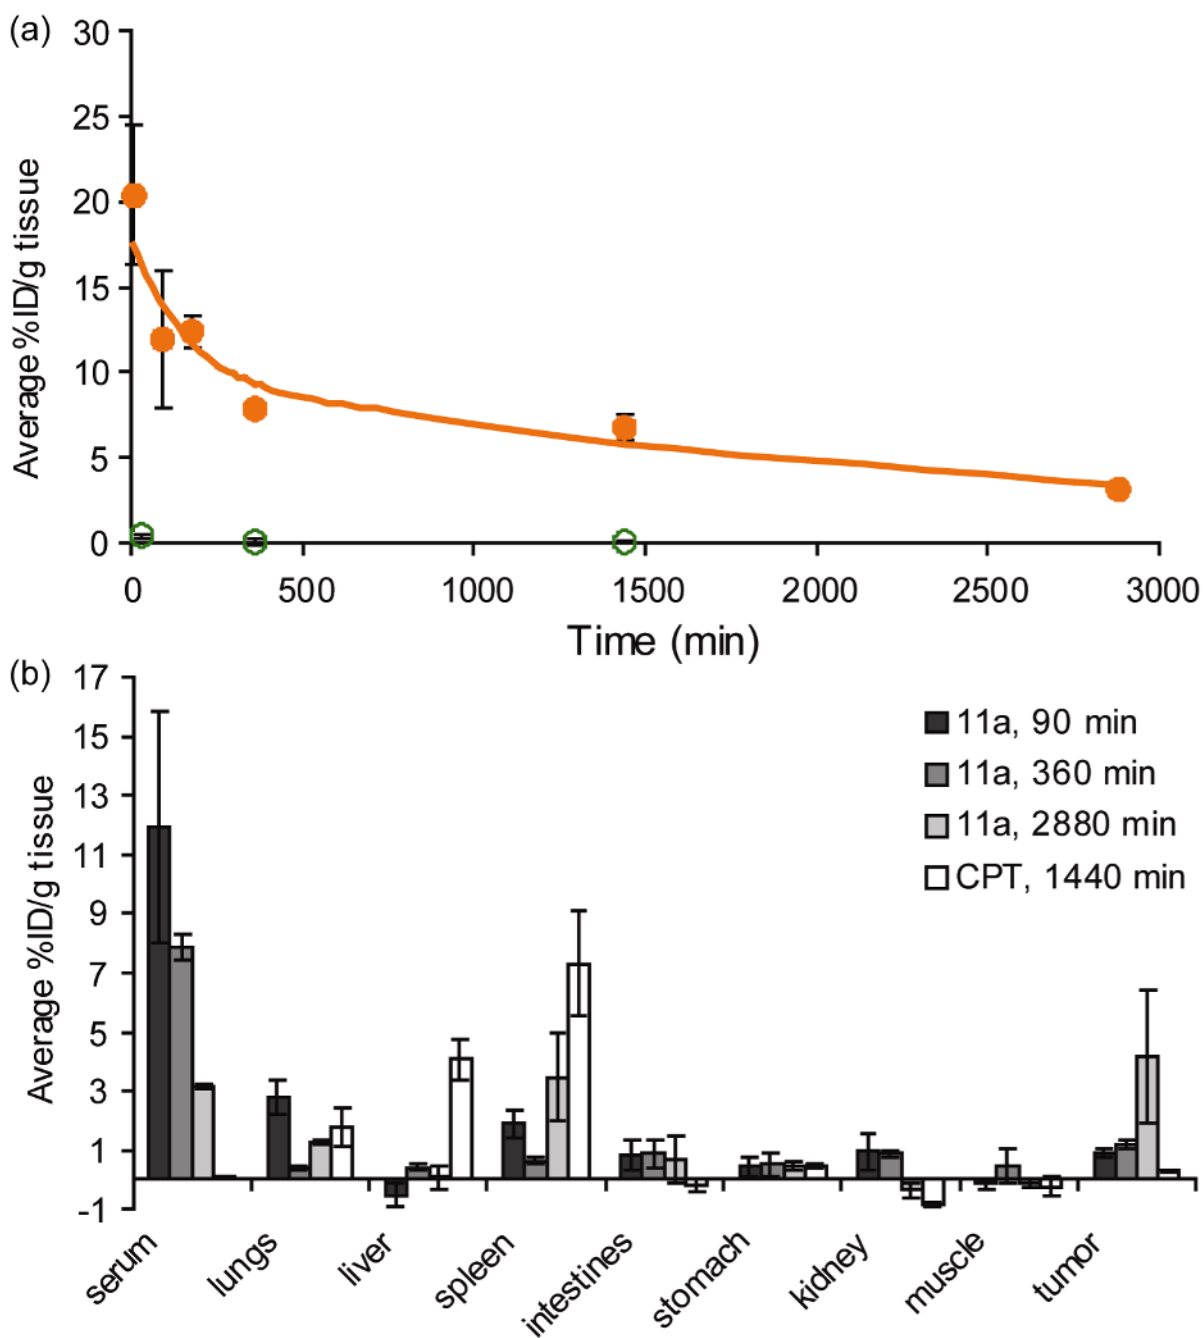 (a)
30
25
20
15
10
5
0
Average %ID/g tissue
0 500 1000 1500 2000 2500 3000
Time (min)
(b)
17
15
13
11
9
7
5
3
1
-1
Average %ID/g tissue
11a, 90 min
11a, 360 min
11a, 2880 min
CPT, 1440 min
serum lungs liver spleen intestines stomach kidney muscle tumor